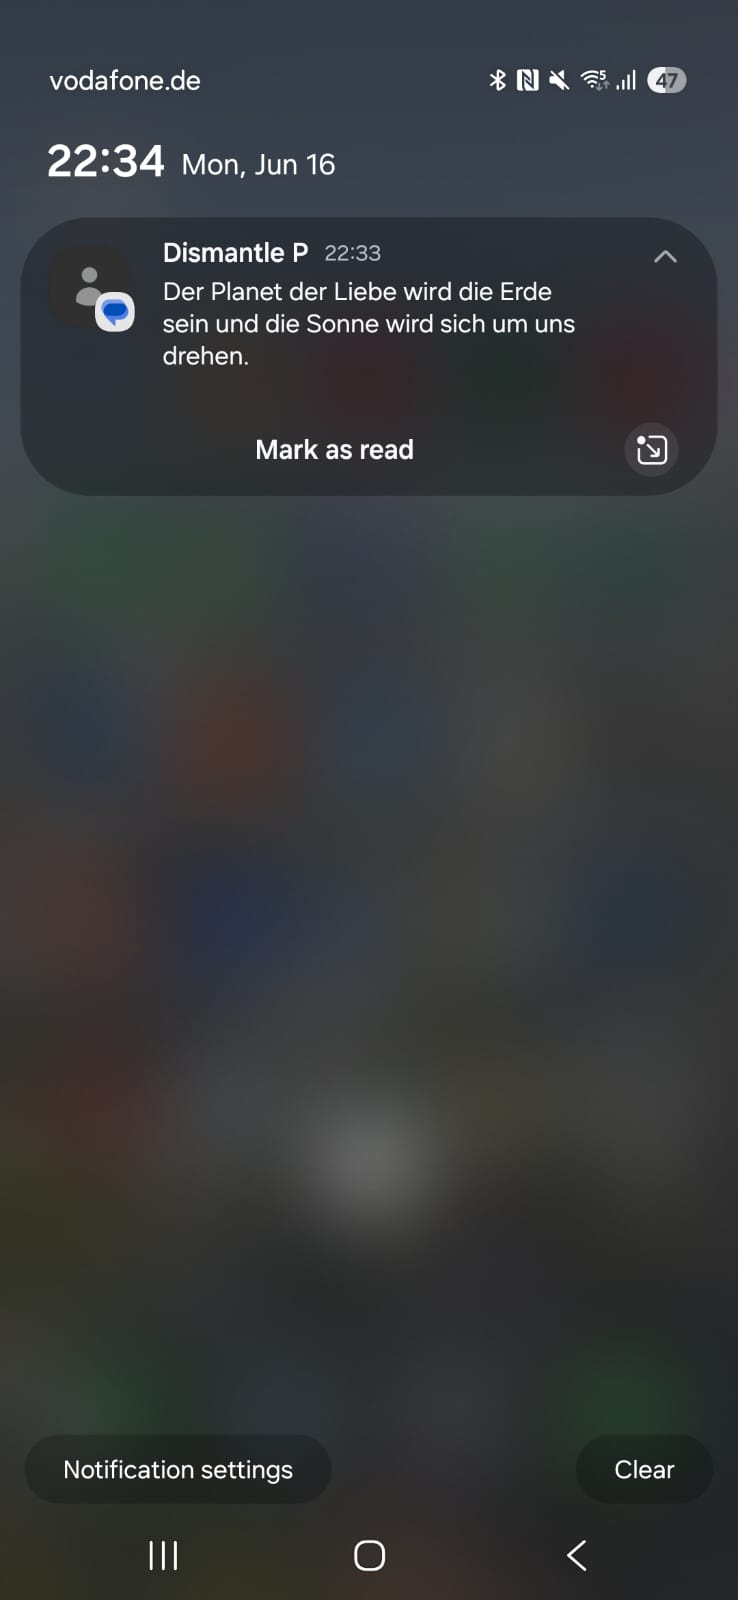 vodafone.de 47
22:34 Mon, Jun 16
Dismantle P 22:33
Der Planet der Liebe wird die Erde
sein und die Sonne wird sich um uns
drehen.
Mark as read
Notification settings Clear